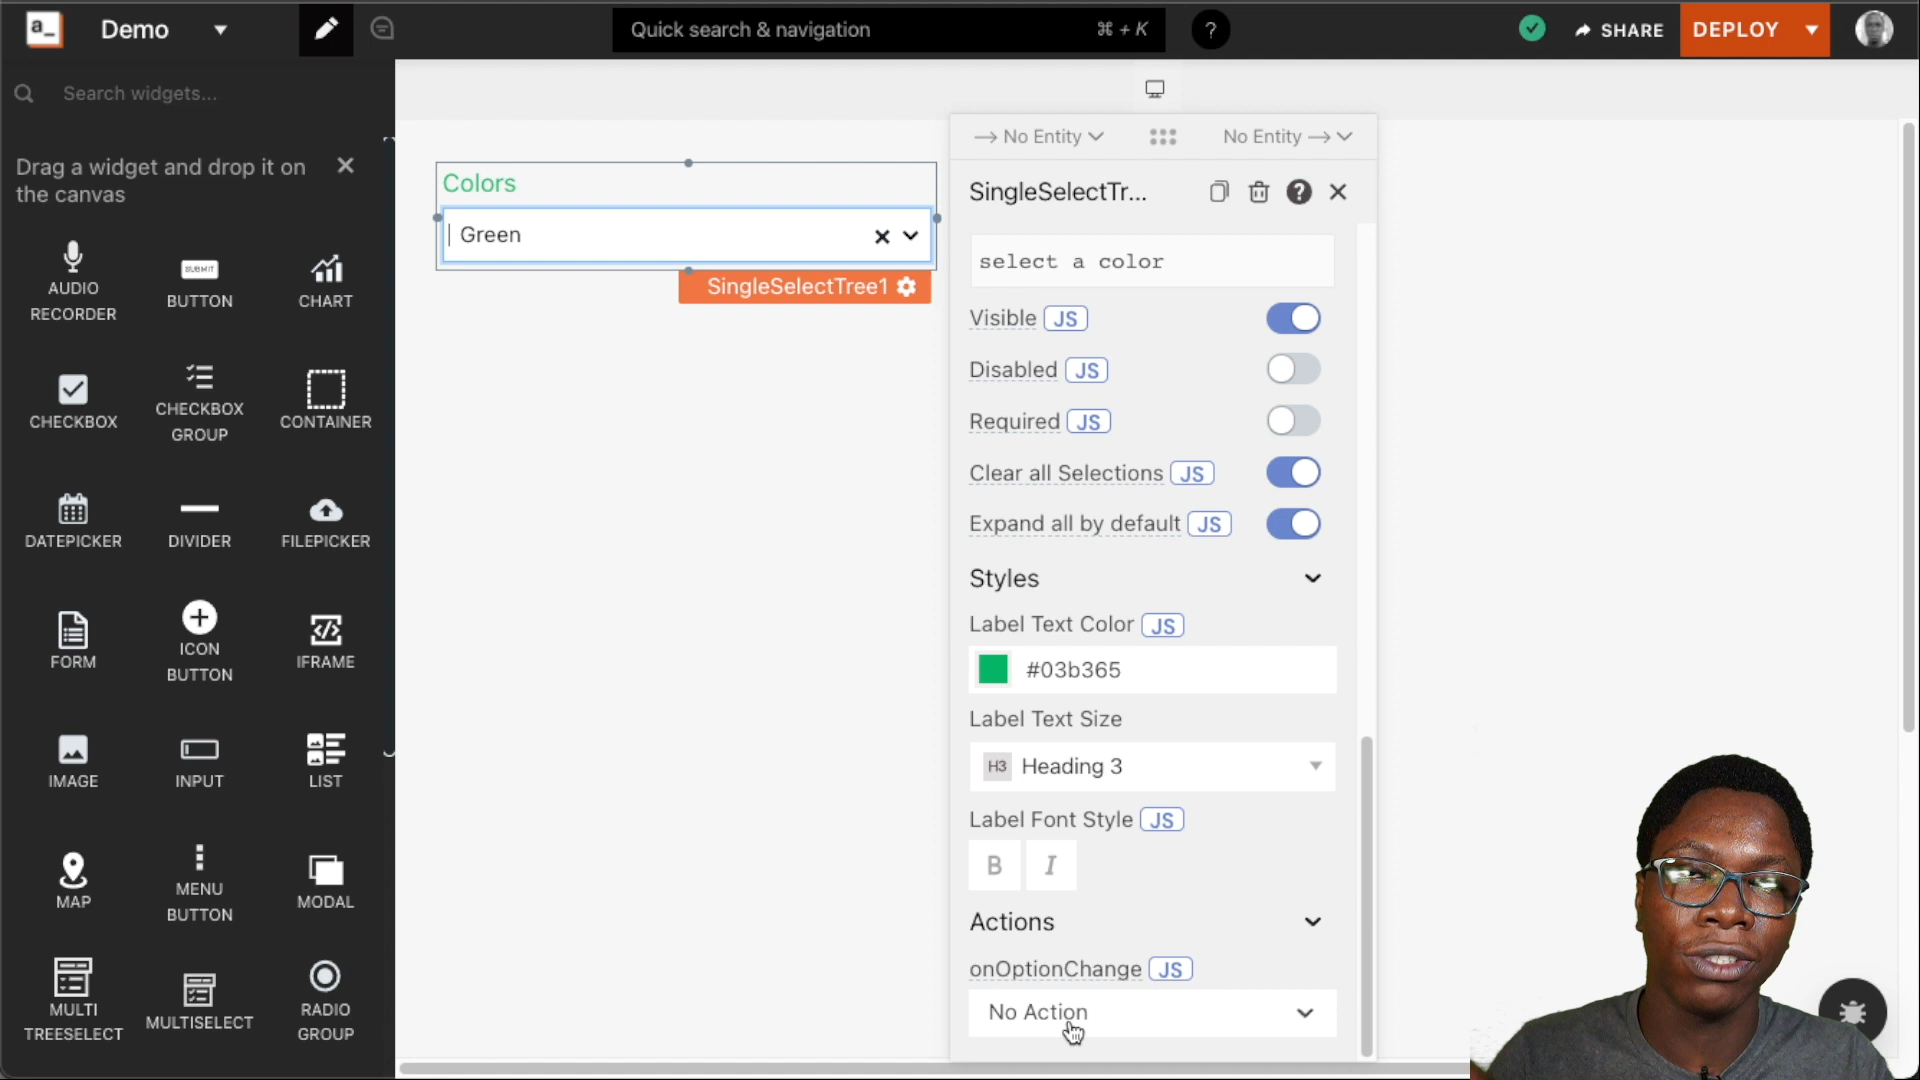 a_ Demo
Quick search & navigation ⌘ + K ?
SHARE
DEPLOY
Search widgets...
Drag a widget and drop it on
the canvas
AUDIO
RECORDER
SUBMIT
BUTTON
CHART
CHECKBOX
CHECKBOX
GROUP
CONTAINER
DATEPICKER
DIVIDER
FILEPICKER
FORM
ICON
BUTTON
IFRAME
IMAGE
INPUT
LIST
MAP
MENU
BUTTON
MODAL
MULTI
TREESELECT
MULTISELECT
RADIO
GROUP
Colors
Green
SingleSelectTree1
No Entity
No Entity
SingleSelectTr...
select a color
Visible JS
Disabled JS
Required JS
Clear all Selections JS
Expand all by default JS
Styles
Label Text Color JS
#03b365
Label Text Size
H3 Heading 3
Label Font Style JS
B I
Actions
onOptionChange JS
No Action